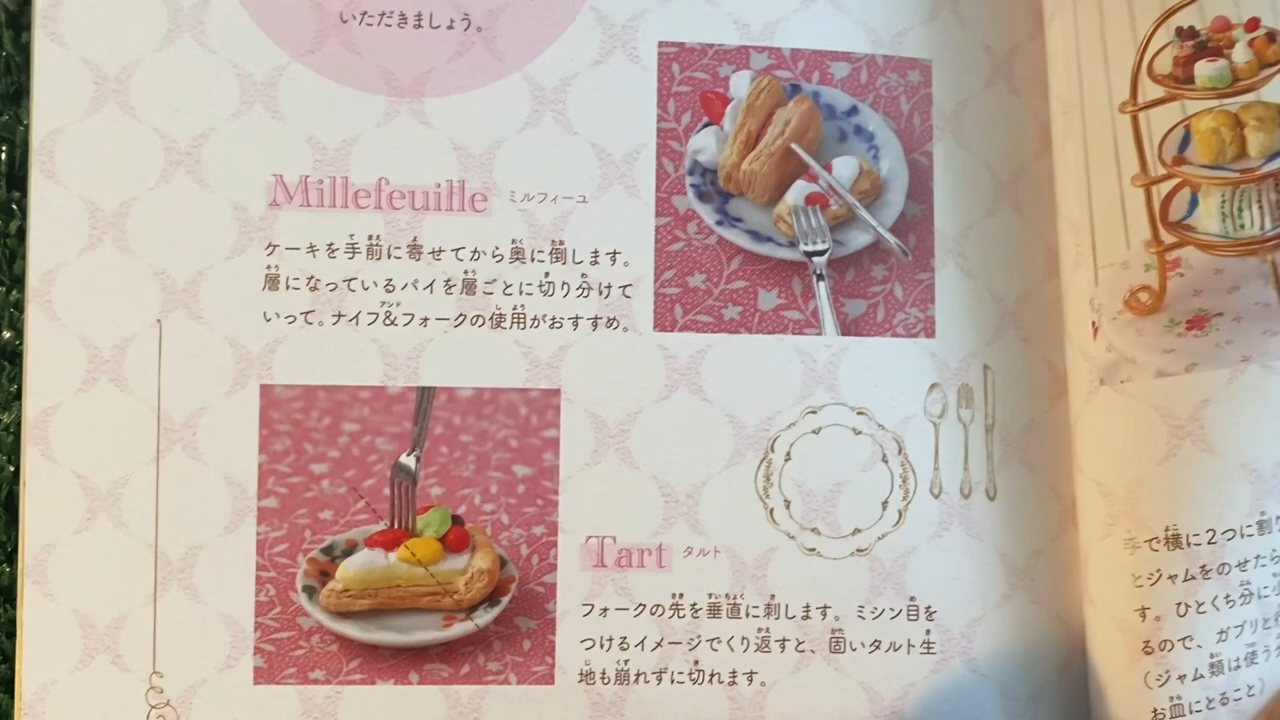 いただきましょう。
Millefeuille ミルフィーユ
ケーキを手前に寄せてから奥に倒します。
層になっているパイを層ごとに切り分けて
いって。ナイフ&フォークの使用がおすすめ。
Tart タルト
フォークの先を垂直に刺します。ミシン目を
つけるイメージでくり返すと、固いタルト生
地も崩れずに切れます。
手で横に2つに割
とジャムをのせたら
す。ひとくち分に
るので、ガブリと
(ジャム類は使う
お皿にとること)